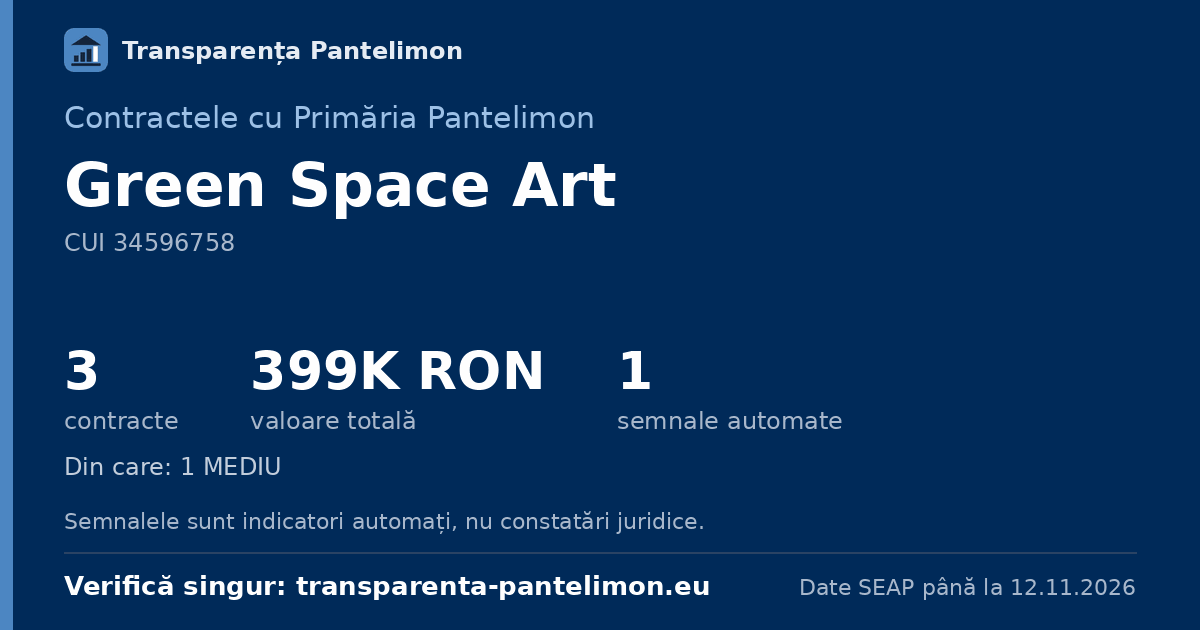 Transparența Pantelimon
Contractele cu Primăria Pantelimon
Green Space Art
CUI 34596758
3 399K RON 1
contracte valoare totală semnale automate
Din care: 1 MEDIU
Semnalele sunt indicatori automați, nu constatări juridice.
Verifică singur: transparenta-pantelimon.eu Date SEAP până la 12.11.2026